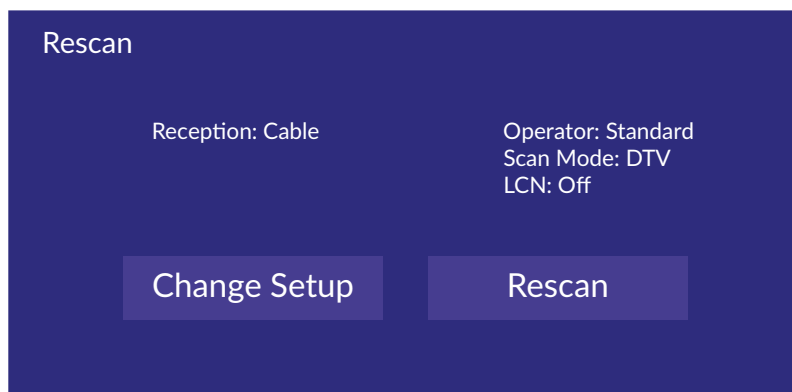 Rescan
Reception: Cable
Operator: Standard
Scan Mode: DTV
LCN: Off
Change Setup
Rescan